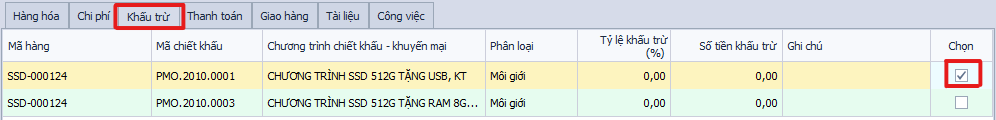 Hàng hóa Chi phí Khấu trừ Thanh toán Giao hàng Tài liệu Công việc
Mã hàng Mã chiết khấu Chương trình chiết khấu - khuyến mại Phân loại Tỷ lệ khấu trừ (%) Số tiền khấu trừ Ghi chú Chọn
SSD-000124 PMO.2010.0001 CHƯƠNG TRÌNH SSD 512G TẶNG USB, KT Môi giới 0,00 0,00
SSD-000124 PMO.2010.0003 CHƯƠNG TRÌNH SSD 512G TẶNG RAM 8G... Môi giới 0,00 0,00